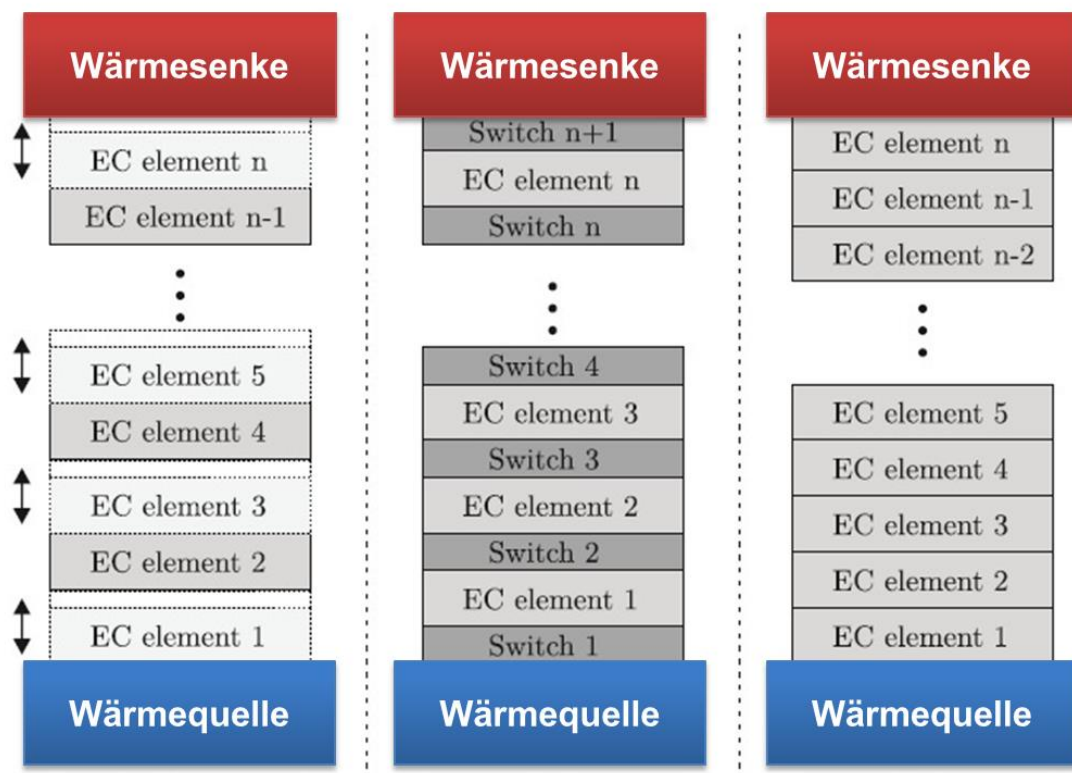 Wärmesenke
EC element n
EC element n-1
EC element 5
EC element 4
EC element 3
EC element 2
EC element 1
Wärmequelle
Wärmesenke
Switch n+1
EC element n
Switch n
Switch 4
EC element 3
Switch 3
EC element 2
Switch 2
EC element 1
Switch 1
Wärmequelle
Wärmesenke
EC element n
EC element n-1
EC element n-2
EC element 5
EC element 4
EC element 3
EC element 2
EC element 1
Wärmequelle